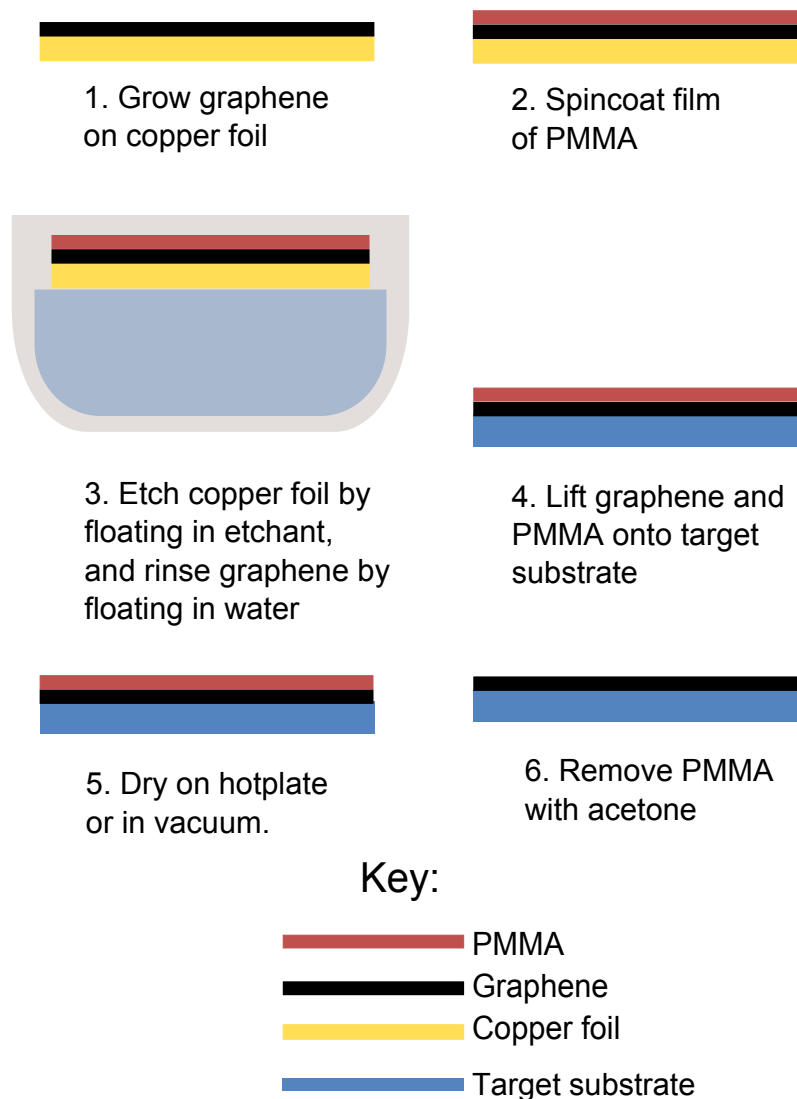 1. Grow graphene
on copper foil
2. Spincoat film
of PMMA
3. Etch copper foil by
floating in etchant,
and rinse graphene by
floating in water
4. Lift graphene and
PMMA onto target
substrate
5. Dry on hotplate
or in vacuum.
6. Remove PMMA
with acetone
Key:
PMMA
Graphene
Copper foil
Target substrate